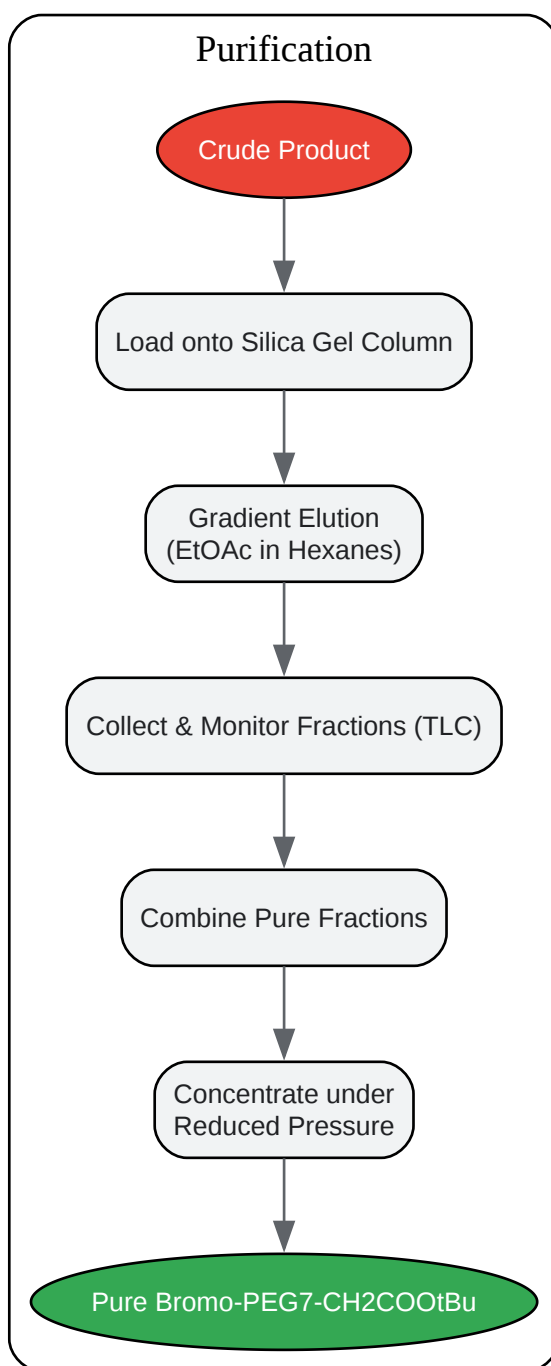 Purification
Crude Product
Load onto Silica Gel Column
Gradient Elution
(EtOAc in Hexanes)
Collect & Monitor Fractions (TLC)
Combine Pure Fractions
Concentrate under
Reduced Pressure
Pure Bromo-PEG7-CH2COOtBu